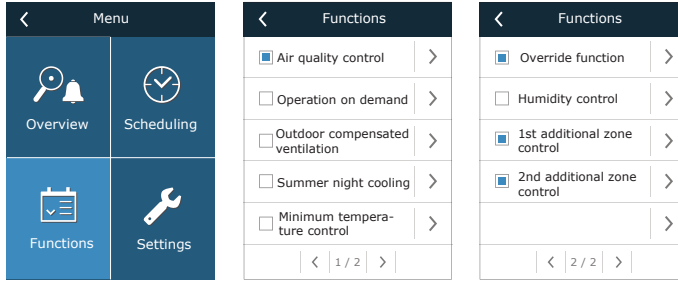 Menu
Overview
Scheduling
Functions
Settings
Functions
Air quality control
Operation on demand
Outdoor compensated
ventilation
Summer night cooling
Minimum tempera-
ture control
1 / 2
Functions
Override function
Humidity control
1st additional zone
control
2nd additional zone
control
2 / 2